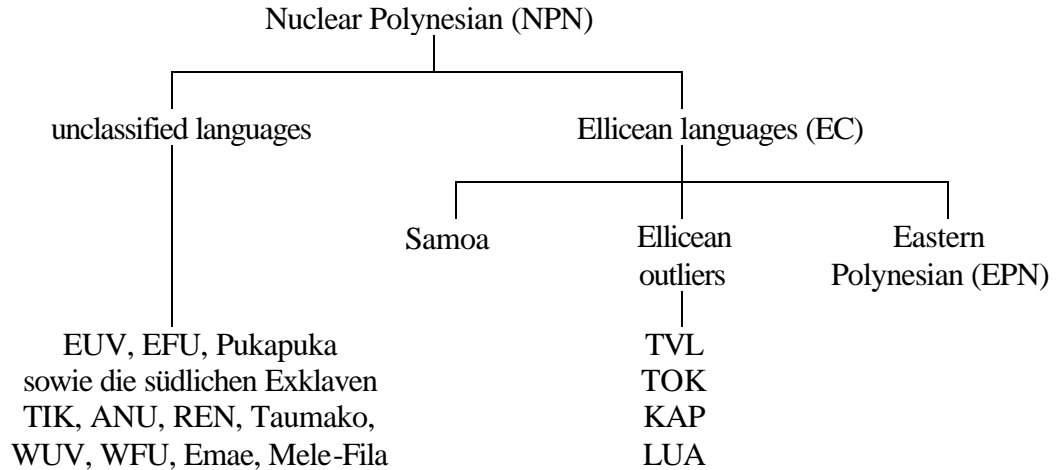 Nuclear Polynesian (NPN)
unclassified languages
Ellicean languages (EC)
Samoa
Ellicean
outliers
Eastern
Polynesian (EPN)
EUV, EFU, Pukapuka
sowie die südlichen Exklaven
TIK, ANU, REN, Taumako,
WUV, WFU, Emae, Mele-Fila
TVL
TOK
KAP
LUA